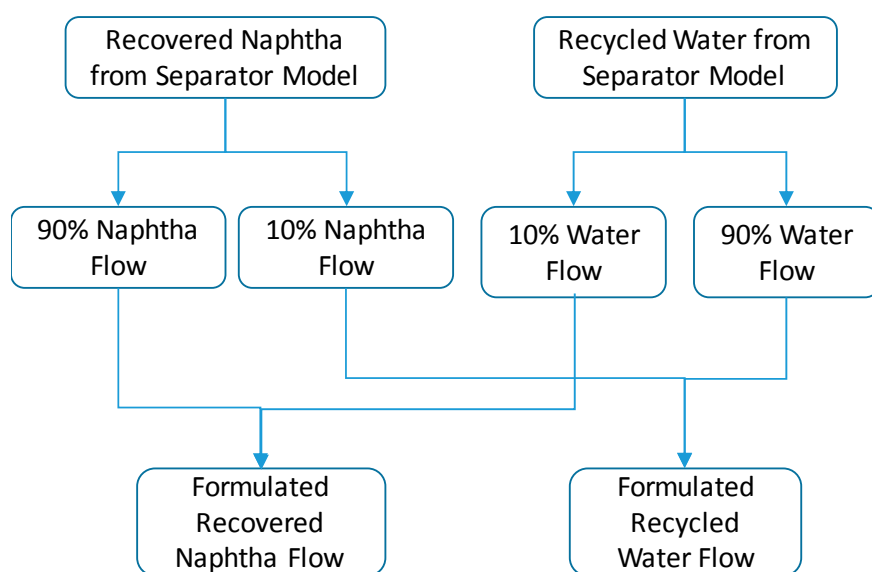 Recovered Naphtha
from Separator Model
Recycled Water from
Separator Model
90% Naphtha
Flow
10% Naphtha
Flow
10% Water
Flow
90% Water
Flow
Formulated
Recovered
Naphtha Flow
Formulated
Recycled
Water Flow